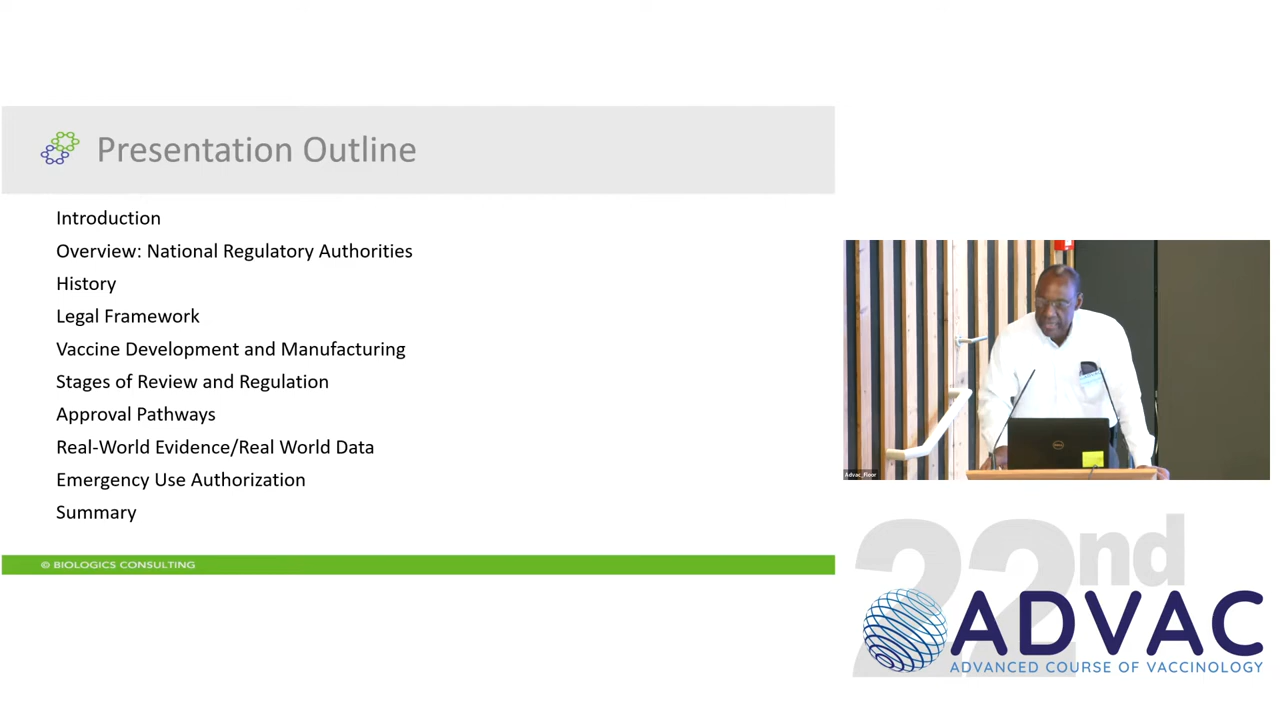 Presentation Outline
Introduction
Overview: National Regulatory Authorities
History
Legal Framework
Vaccine Development and Manufacturing
Stages of Review and Regulation
Approval Pathways
Real-World Evidence/Real World Data
Emergency Use Authorization
Summary
© BIOLOGICS CONSULTING
Advac_Floor
DELL
22nd
ADVAC
ADVANCED COURSE OF VACCINOLOGY